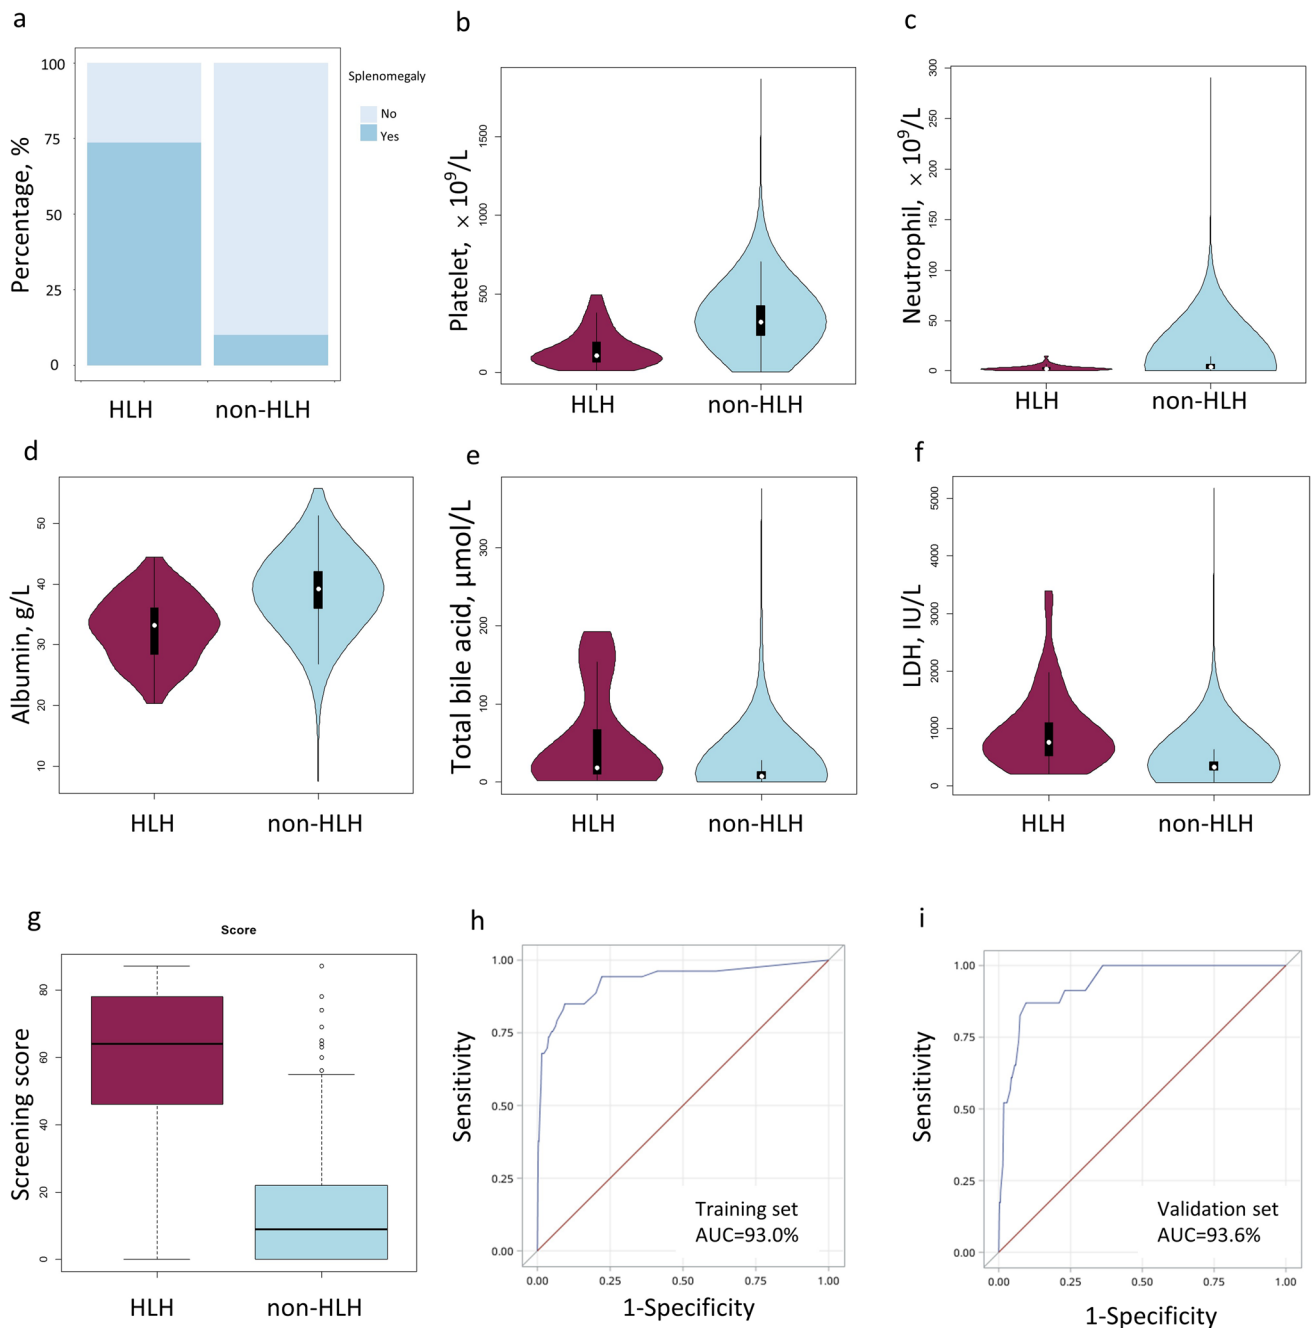 a
Percentage, %
100
75
50
25
0
HLH non-HLH
Splenomegaly
No
Yes
b
Platelet, × 10⁹/L
1500
1000
500
0
HLH non-HLH
c
Neutrophil, × 10⁹/L
300
250
200
150
100
50
0
HLH non-HLH
d
Albumin, g/L
50
40
30
20
10
HLH non-HLH
e
Total bile acid, μmol/L
300
200
100
0
HLH non-HLH
f
LDH, IU/L
5000
4000
3000
2000
1000
0
HLH non-HLH
g
Score
Screening score
80
60
40
20
0
HLH non-HLH
h
Sensitivity
1.00
0.75
0.50
0.25
0.00
Training set
AUC=93.0%
0.00 0.25 0.50 0.75 1.00
1-Specificity
i
Sensitivity
1.00
0.75
0.50
0.25
0.00
Validation set
AUC=93.6%
0.00 0.25 0.50 0.75 1.00
1-Specificity